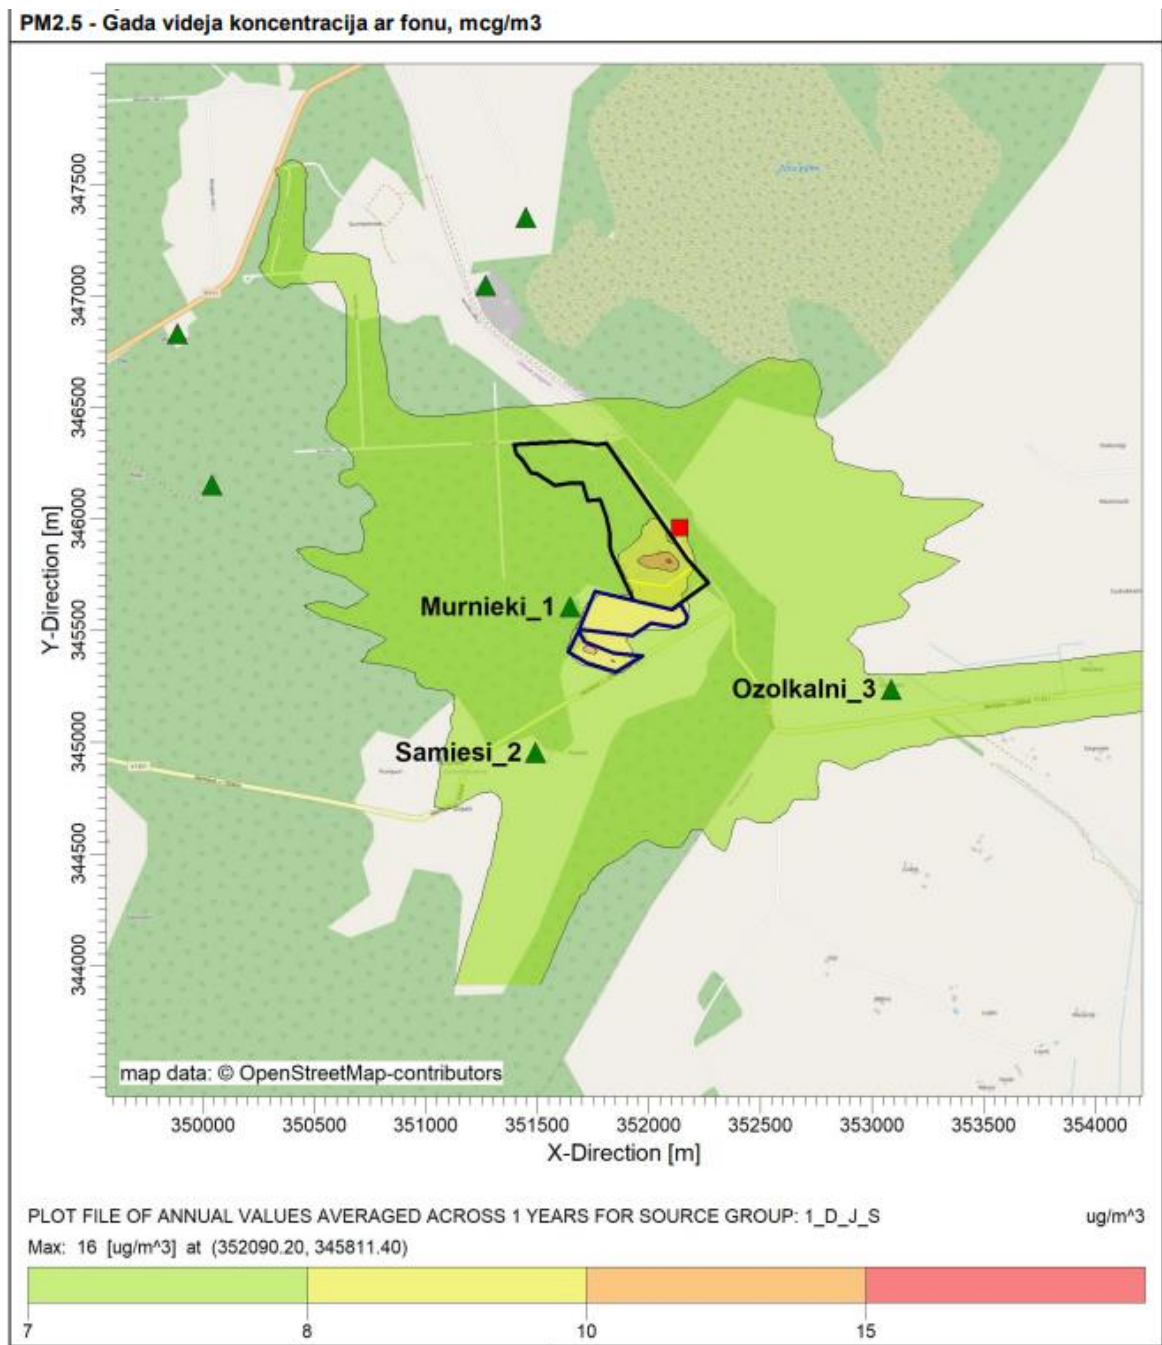 PM2.5 - Gada videja koncentracija ar fonu, mcg/m3
347500
347000
346500
346000
345500
345000
344500
344000
Y-Direction [m]
Murnieki_1
Ozolkalni_3
Samiesi_2
map data: © OpenStreetMap-contributors
350000 350500 351000 351500 352000 352500 353000 353500 354000
X-Direction [m]
PLOT FILE OF ANNUAL VALUES AVERAGED ACROSS 1 YEARS FOR SOURCE GROUP: 1_D_J_S ug/m^3
Max: 16 [ug/m^3] at (352090.20, 345811.40)
7 8 10 15